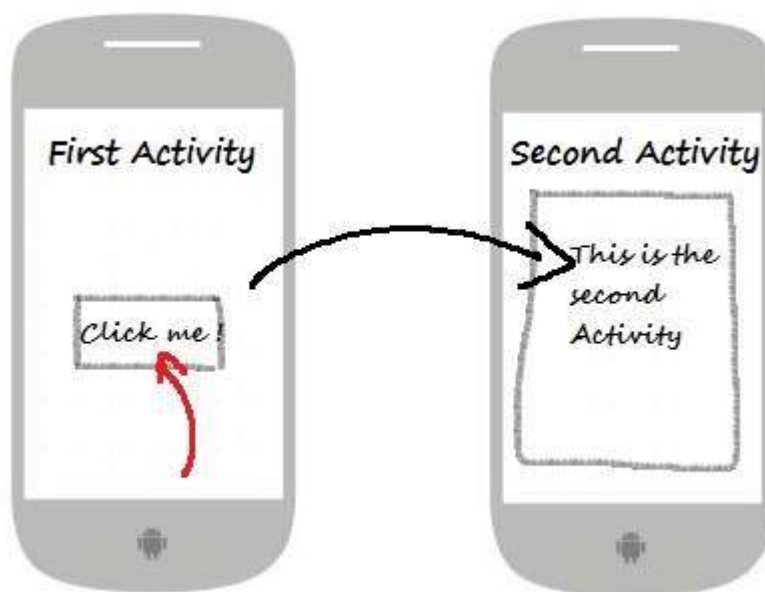 First Activity
Click me !
Second Activity
This is the
second
Activity